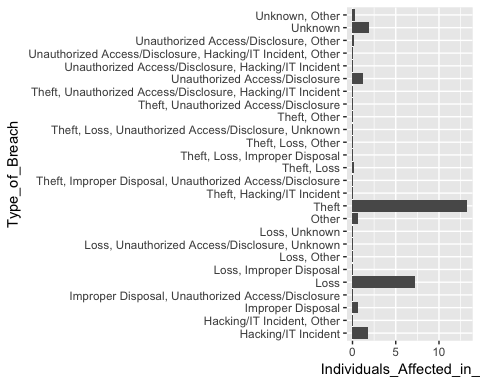 Unknown, Other
Unknown
Unauthorized Access/Disclosure, Other
Unauthorized Access/Disclosure, Hacking/IT Incident, Other
Unauthorized Access/Disclosure, Hacking/IT Incident
Unauthorized Access/Disclosure
Theft, Unauthorized Access/Disclosure, Hacking/IT Incident
Theft, Unauthorized Access/Disclosure
Theft, Other
Theft, Loss, Unauthorized Access/Disclosure, Unknown
Theft, Loss, Other
Theft, Loss, Improper Disposal
Theft, Loss
Theft, Improper Disposal, Unauthorized Access/Disclosure
Theft, Hacking/IT Incident
Theft
Other
Loss, Unknown
Loss, Unauthorized Access/Disclosure, Unknown
Loss, Other
Loss, Improper Disposal
Loss
Improper Disposal, Unauthorized Access/Disclosure
Improper Disposal
Hacking/IT Incident, Other
Hacking/IT Incident
Type_of_Breach
0 5 10
Individuals_Affected_in_